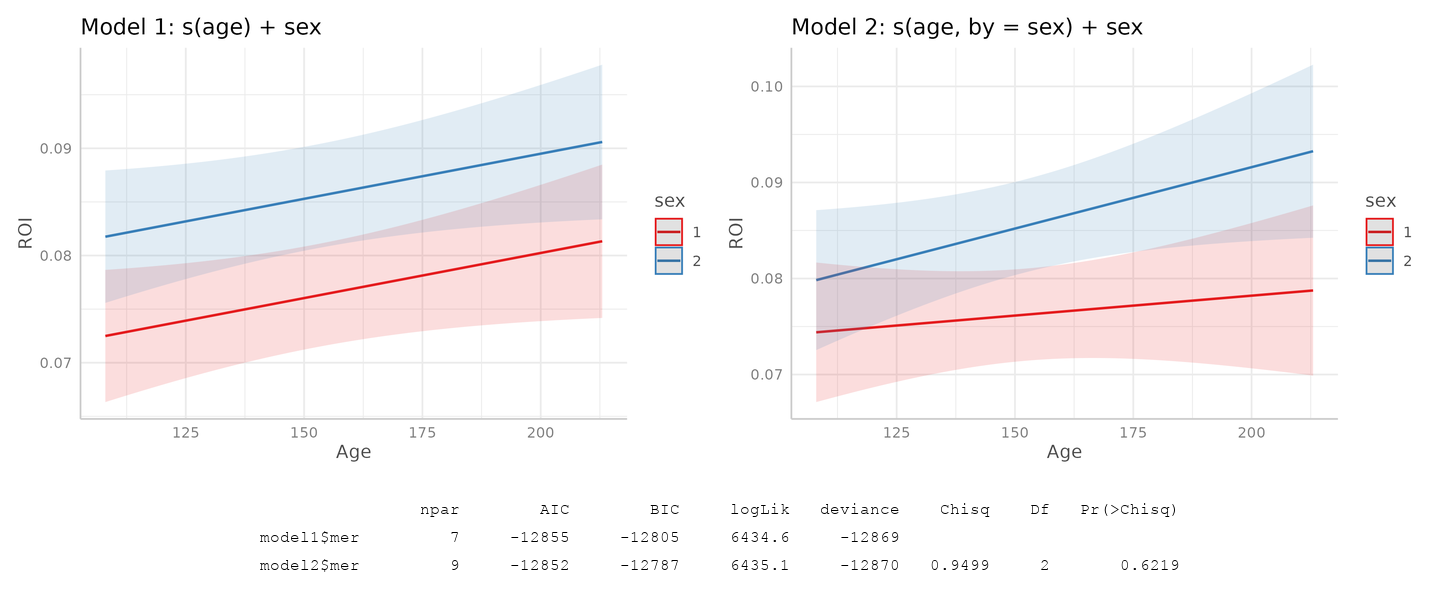 Model 1: s(age) + sex
ROI
0.09
0.08
0.07
125 150 175 200
Age
sex
1
2
Model 2: s(age, by = sex) + sex
ROI
0.10
0.09
0.08
0.07
125 150 175 200
Age
sex
1
2
npar AIC BIC logLik deviance Chisq Df Pr(>Chisq)
model1$mer 7 -12855 -12805 6434.6 -12869
model2$mer 9 -12852 -12787 6435.1 -12870 0.9499 2 0.6219